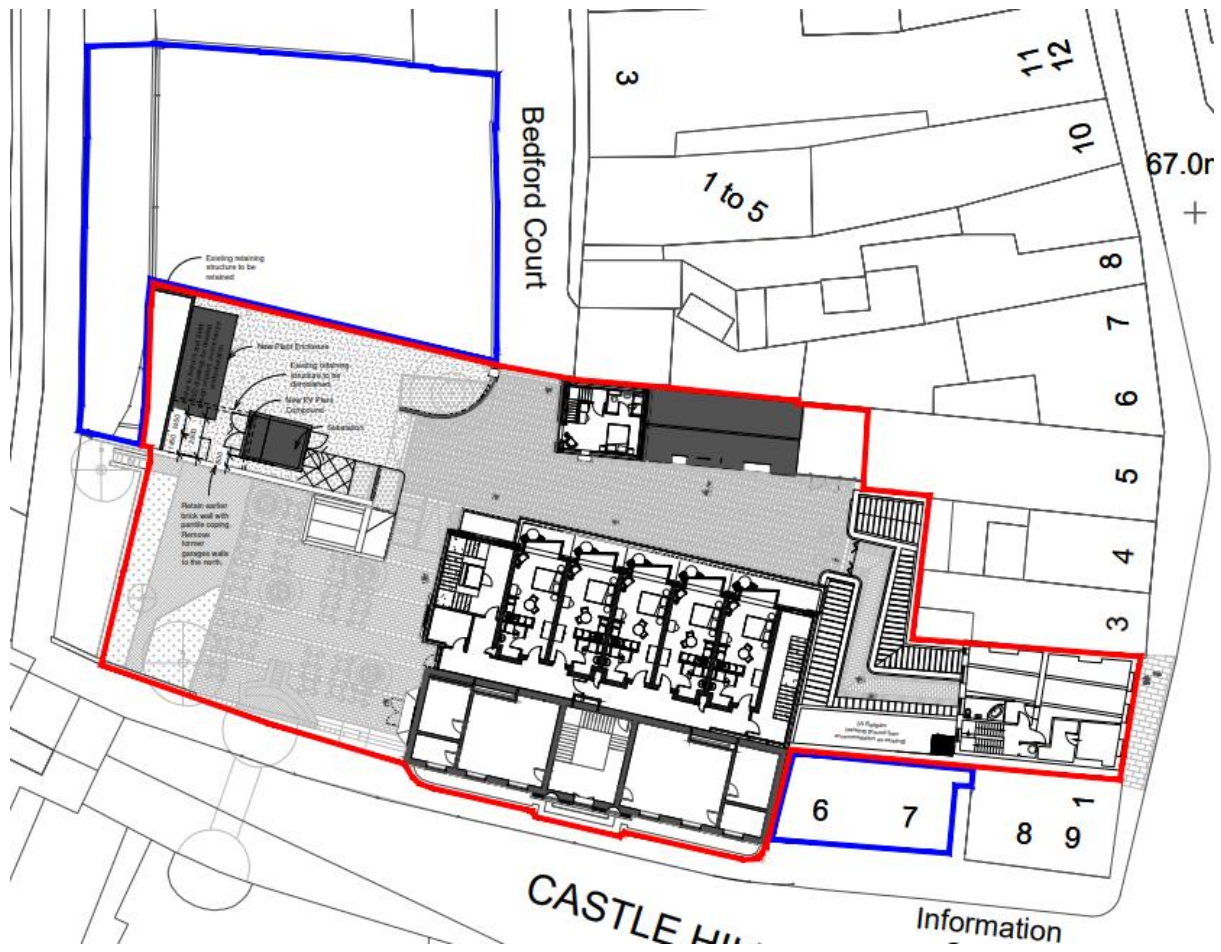 11
12
3
10
67.0m
Bedford Court
1 to 5
8
7
6
5
4
3
Existing retaining
structure to be
retained
New Plant Enclosure
Existing retaining
structure to be
demolished.
New EV Plant
Compound
Substation
Retain earlier
brick wall with
pantile coping.
Remove
former
garages walls
to the north.
6
7
1
8
9
CASTLE HIL
Information